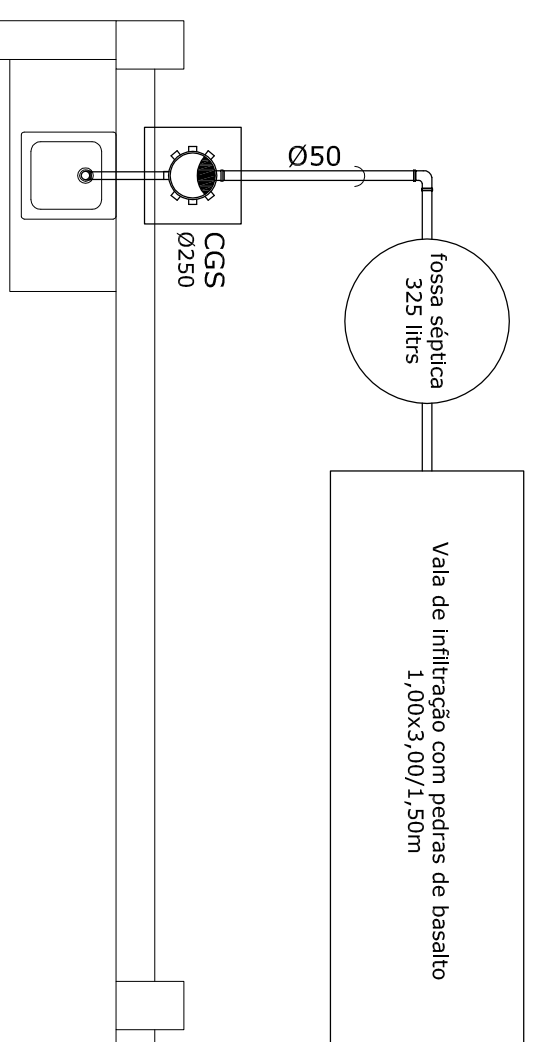 Ø50
CGS
Ø250
fossa séptica
325 litrs
Vala de infiltração com pedras de basalto
1,00x3,00/1,50m